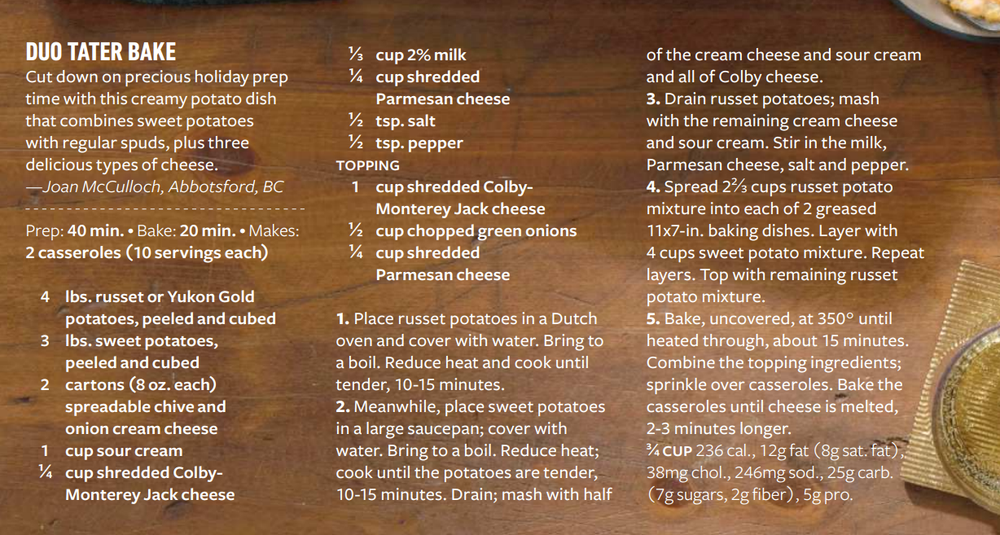 DUO TATER BAKE
Cut down on precious holiday prep
time with this creamy potato dish
that combines sweet potatoes
with regular spuds, plus three
delicious types of cheese.
—Joan McCulloch, Abbotsford, BC
Prep: 40 min. • Bake: 20 min. • Makes:
2 casseroles (10 servings each)
4 lbs. russet or Yukon Gold
potatoes, peeled and cubed
3 lbs. sweet potatoes,
peeled and cubed
2 cartons (8 oz. each)
spreadable chive and
onion cream cheese
1 cup sour cream
¼ cup shredded Colby-
Monterey Jack cheese
⅓ cup 2% milk
¼ cup shredded
Parmesan cheese
½ tsp. salt
½ tsp. pepper
TOPPING
1 cup shredded Colby-
Monterey Jack cheese
½ cup chopped green onions
¼ cup shredded
Parmesan cheese
1. Place russet potatoes in a Dutch
oven and cover with water. Bring to
a boil. Reduce heat and cook until
tender, 10-15 minutes.
2. Meanwhile, place sweet potatoes
in a large saucepan; cover with
water. Bring to a boil. Reduce heat;
cook until the potatoes are tender,
10-15 minutes. Drain; mash with half
of the cream cheese and sour cream
and all of Colby cheese.
3. Drain russet potatoes; mash
with the remaining cream cheese
and sour cream. Stir in the milk,
Parmesan cheese, salt and pepper.
4. Spread 2⅔ cups russet potato
mixture into each of 2 greased
11x7-in. baking dishes. Layer with
4 cups sweet potato mixture. Repeat
layers. Top with remaining russet
potato mixture.
5. Bake, uncovered, at 350° until
heated through, about 15 minutes.
Combine the topping ingredients;
sprinkle over casseroles. Bake the
casseroles until cheese is melted,
2-3 minutes longer.
¾ CUP 236 cal., 12g fat (8g sat. fat),
38mg chol., 246mg sod., 25g carb.
(7g sugars, 2g fiber), 5g pro.